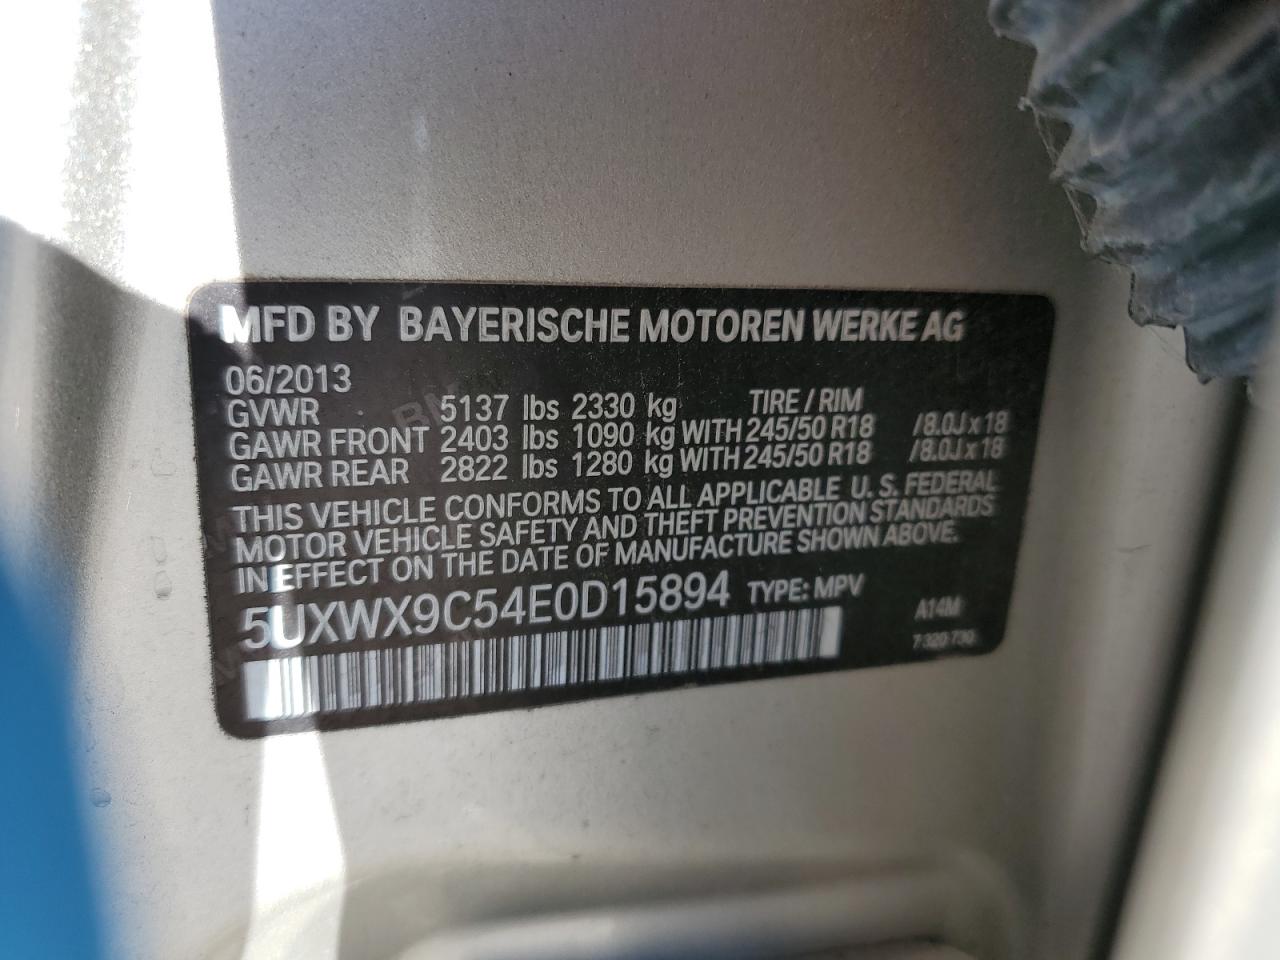 MFD BY BAYERISCHE MOTOREN WERKE AG
06/2013
GVWR 5137 lbs 2330 kg TIRE / RIM
GAWR FRONT 2403 lbs 1090 kg WITH 245/50 R18 /8.0J x 18
GAWR REAR 2822 lbs 1280 kg WITH 245/50 R18 /8.0J x 18
THIS VEHICLE CONFORMS TO ALL APPLICABLE U. S. FEDERAL
MOTOR VEHICLE SAFETY AND THEFT PREVENTION STANDARDS
IN EFFECT ON THE DATE OF MANUFACTURE SHOWN ABOVE.
5UXWX9C54E0D15894 TYPE: MPV
A14M
7 320 730